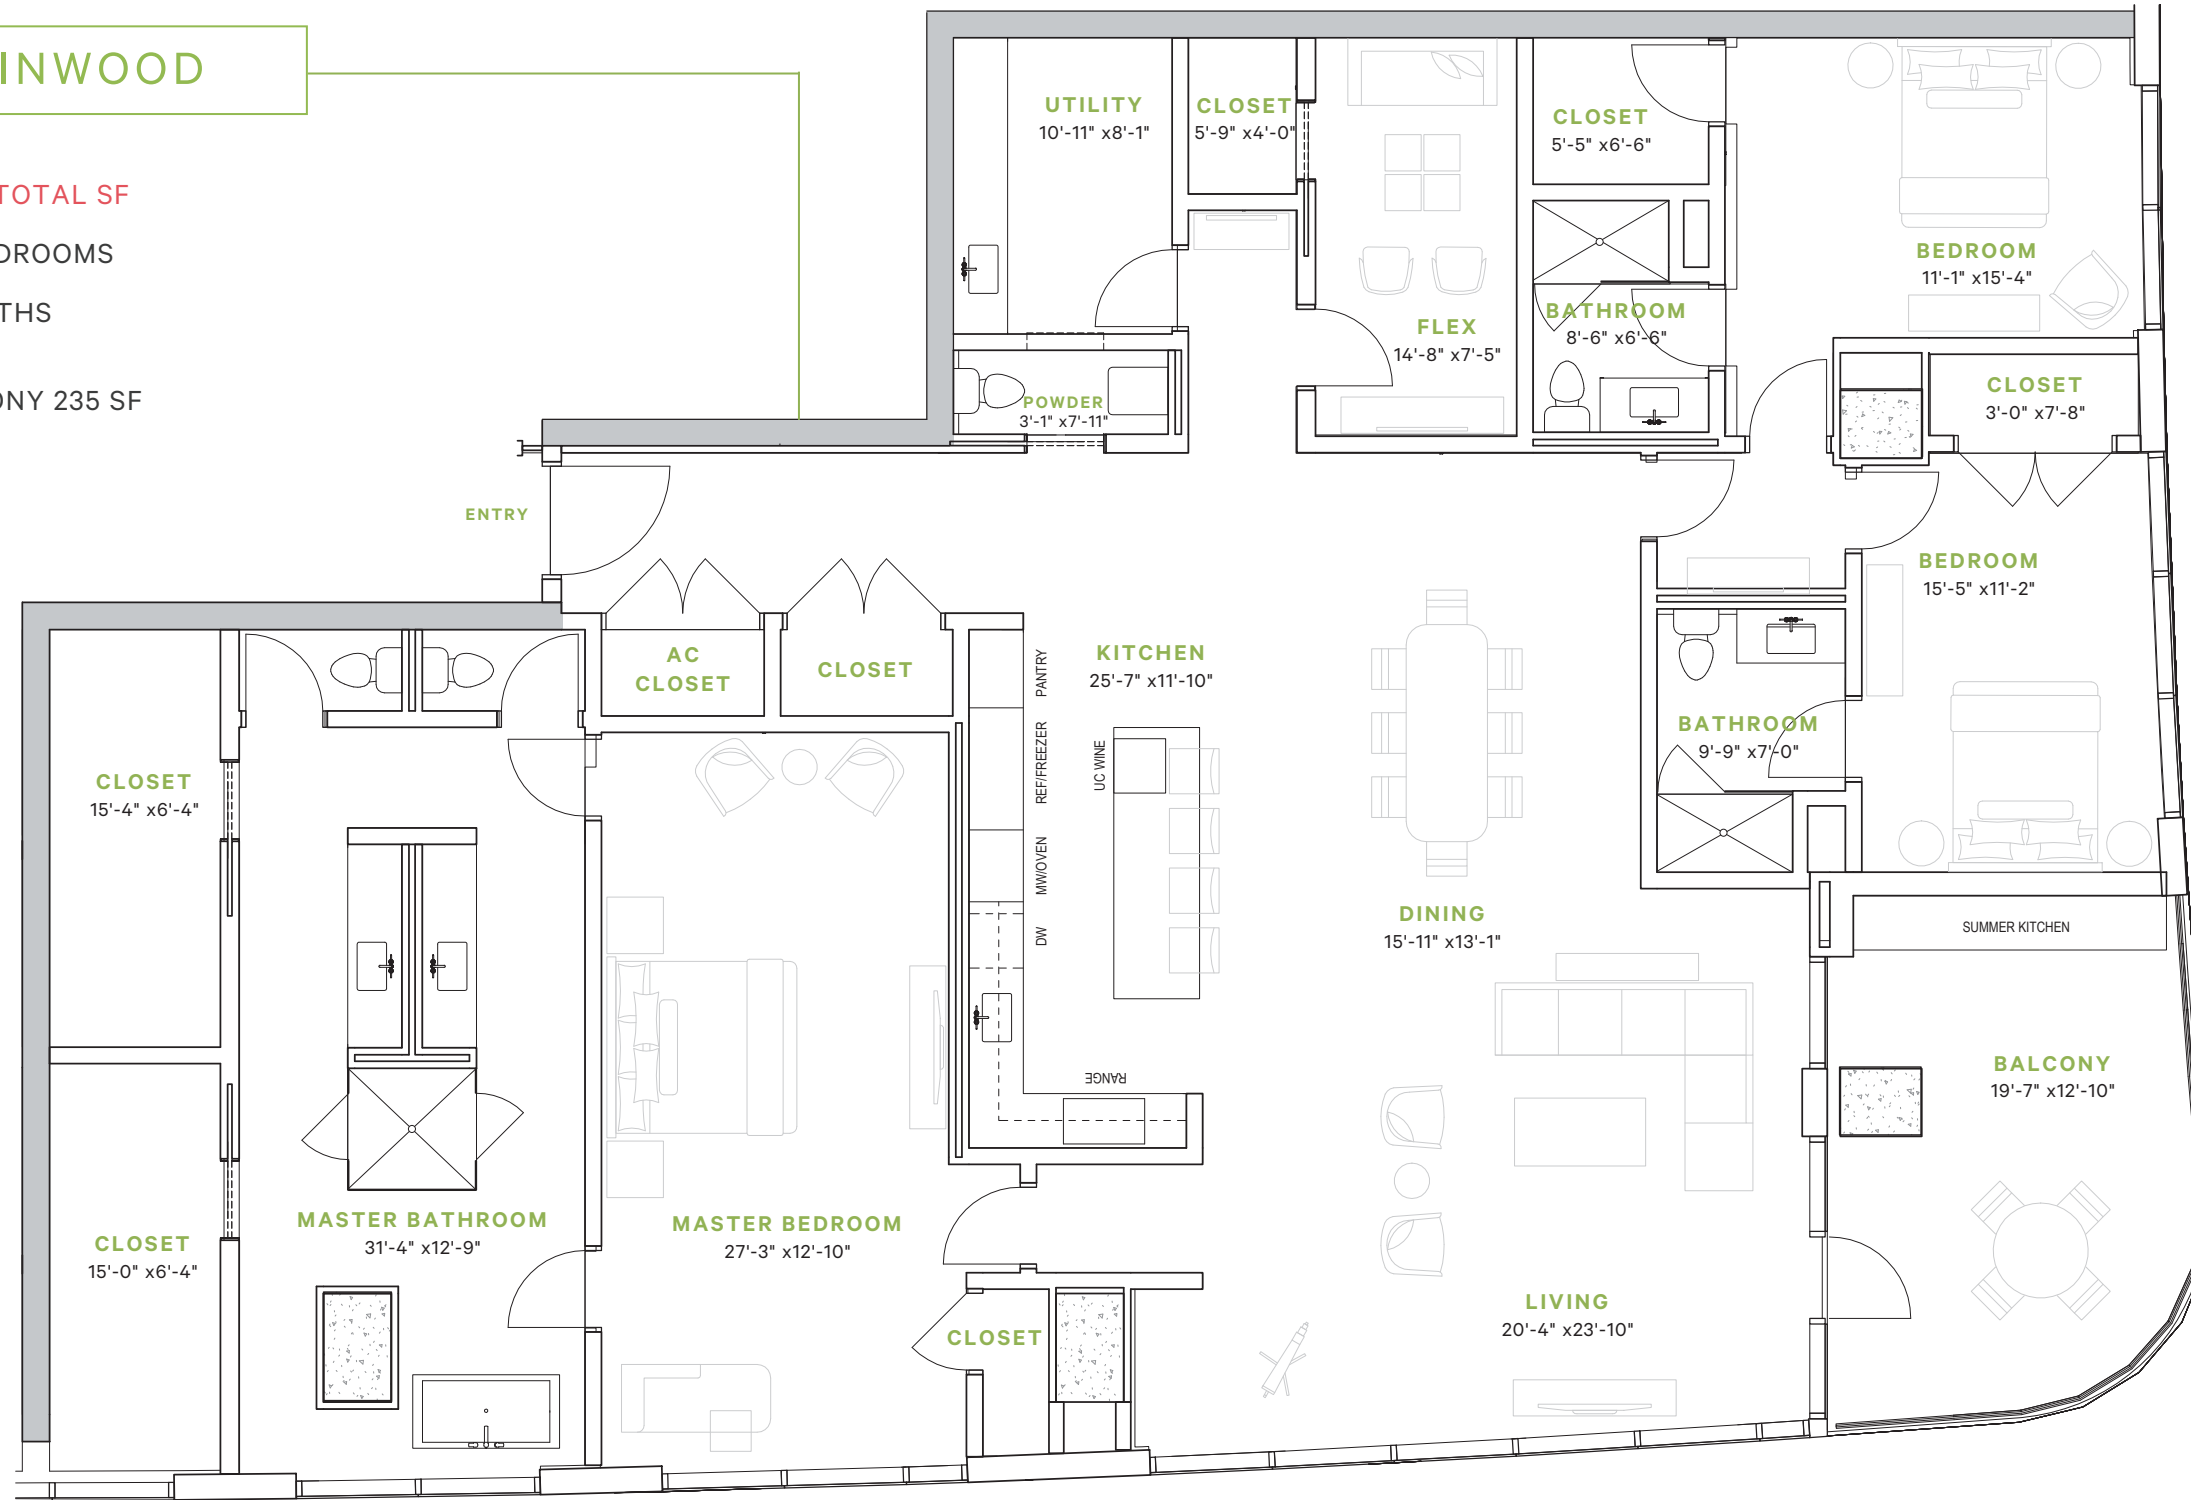 INWOOD
TOTAL SF
DROOMS
THS
ONY 235 SF
UTILITY
10'-11" x8'-1"
CLOSET
5'-9" x4'-0"
CLOSET
5'-5" x6'-6"
BEDROOM
11'-1" x15'-4"
BATHROOM
8'-6" x6'-6"
FLEX
14'-8" x7'-5"
POWDER
3'-1" x7'-11"
CLOSET
3'-0" x7'-8"
ENTRY
BEDROOM
15'-5" x11'-2"
AC
CLOSET
CLOSET
PANTRY
REF/FREEZER
MW/OVEN
DW
KITCHEN
25'-7" x11'-10"
UC WINE
RANGE
BATHROOM
9'-9" x7'-0"
CLOSET
15'-4" x6'-4"
DINING
15'-11" x13'-1"
SUMMER KITCHEN
BALCONY
19'-7" x12'-10"
MASTER BATHROOM
31'-4" x12'-9"
MASTER BEDROOM
27'-3" x12'-10"
CLOSET
15'-0" x6'-4"
CLOSET
LIVING
20'-4" x23'-10"